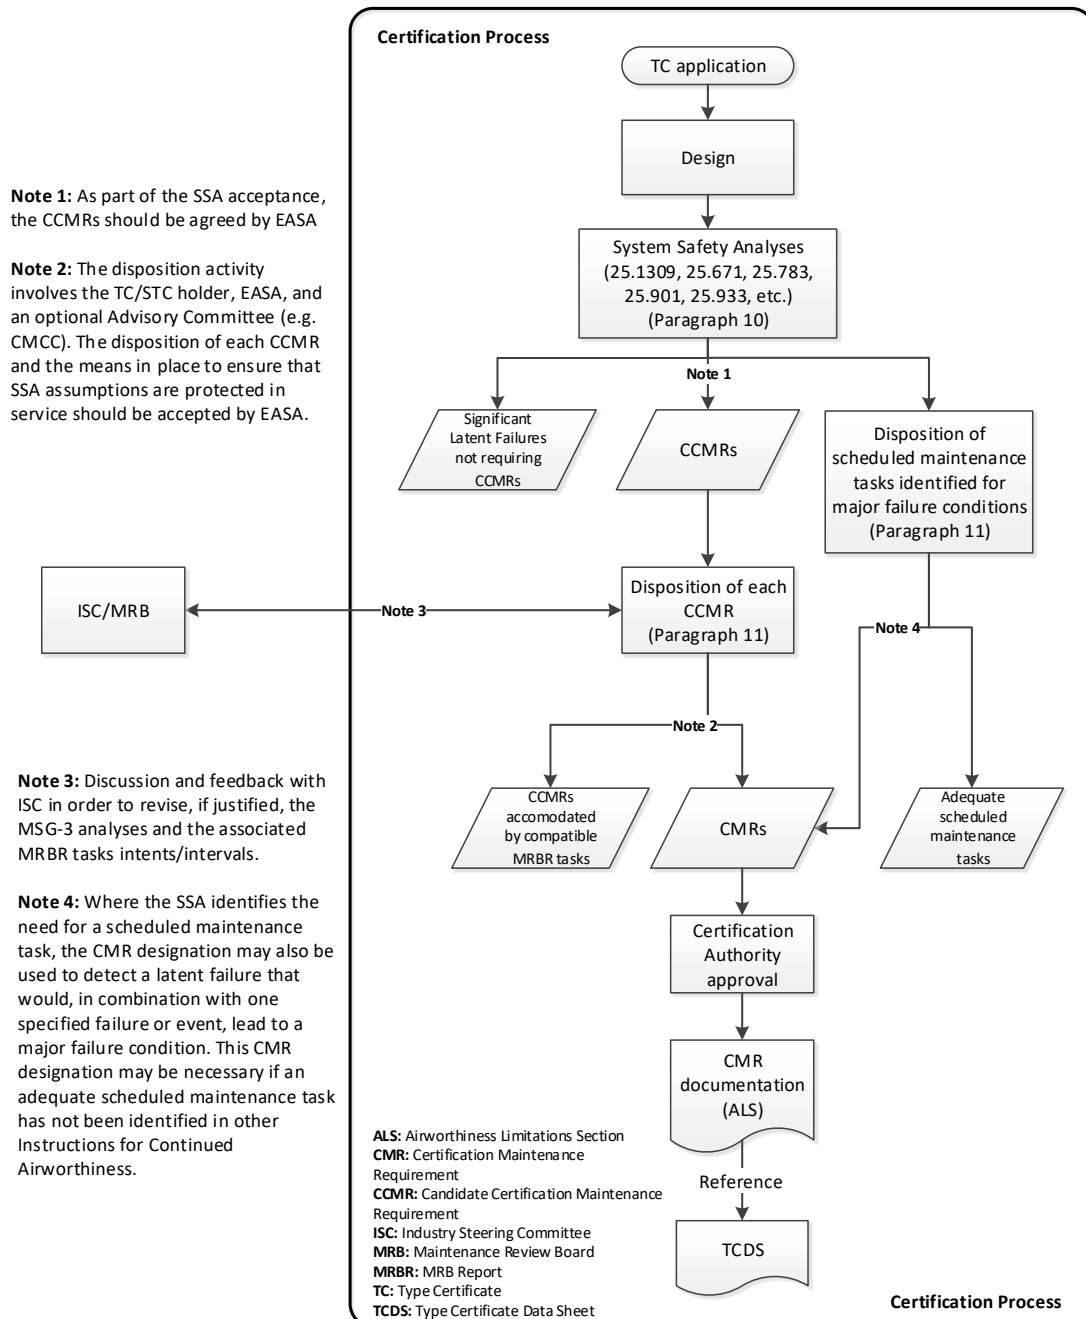 Certification Process
TC application
Design
System Safety Analyses
(25.1309, 25.671, 25.783,
25.901, 25.933, etc.)
(Paragraph 10)
Note 1: As part of the SSA acceptance,
the CCMRs should be agreed by EASA
Note 2: The disposition activity
involves the TC/STC holder, EASA, and
an optional Advisory Committee (e.g.
CMCC). The disposition of each CCMR
and the means in place to ensure that
SSA assumptions are protected in
service should be accepted by EASA.
Note 1
Significant
Latent Failures
not requiring
CCMRs
CCMRs
Disposition of
scheduled maintenance
tasks identified for
major failure conditions
(Paragraph 11)
ISC/MRB
Note 3
Disposition of each
CCMR
(Paragraph 11)
Note 4
Note 2
CCMRs
accomodated
by compatible
MRBR tasks
CMRs
Adequate
scheduled
maintenance
tasks
Note 3: Discussion and feedback with
ISC in order to revise, if justified, the
MSG-3 analyses and the associated
MRBR tasks intents/intervals.
Note 4: Where the SSA identifies the
need for a scheduled maintenance
task, the CMR designation may also be
used to detect a latent failure that
would, in combination with one
specified failure or event, lead to a
major failure condition. This CMR
designation may be necessary if an
adequate scheduled maintenance task
has not been identified in other
Instructions for Continued
Airworthiness.
Certification
Authority
approval
CMR
documentation
(ALS)
Reference
TCDS
ALS: Airworthiness Limitations Section
CMR: Certification Maintenance
Requirement
CCMR: Candidate Certification Maintenance
Requirement
ISC: Industry Steering Committee
MRB: Maintenance Review Board
MRBR: MRB Report
TC: Type Certificate
TCDS: Type Certificate Data Sheet
Certification Process